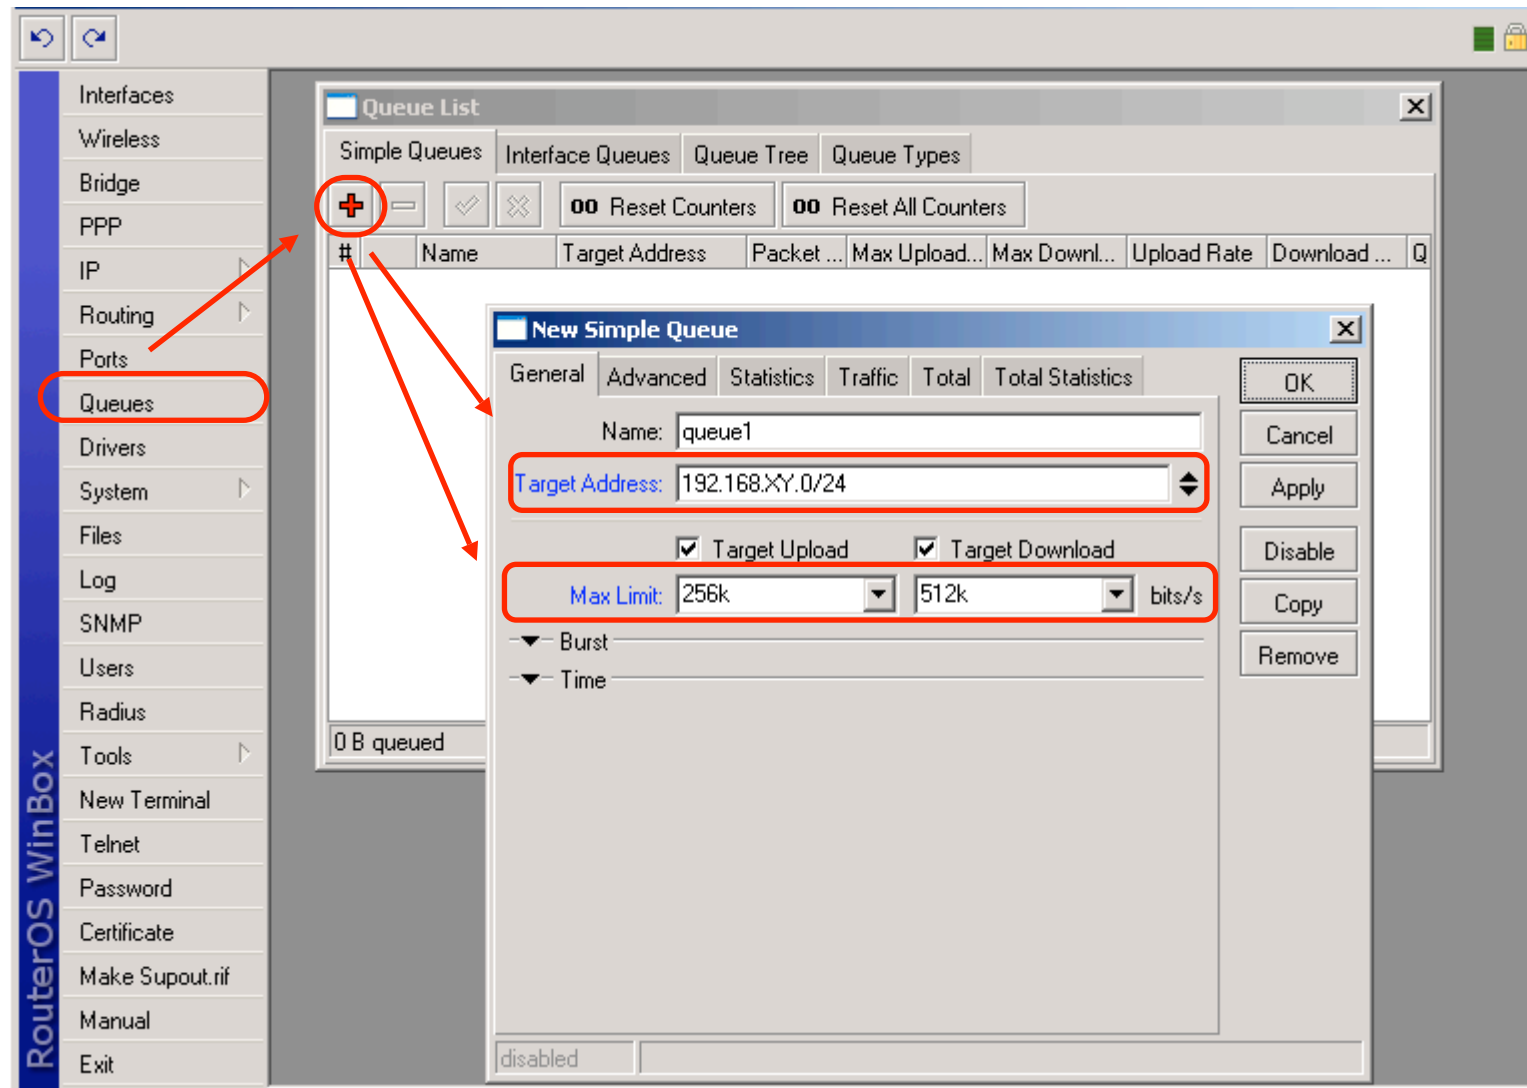 Interfaces
Wireless
Bridge
PPP
IP
Routing
Ports
Queues
Drivers
System
Files
Log
SNMP
Users
Radius
Tools
New Terminal
Telnet
Password
Certificate
Make Supout.rif
Manual
Exit
RouterOS WinBox
Queue List
Simple Queues Interface Queues Queue Tree Queue Types
00 Reset Counters 00 Reset All Counters
# Name Target Address Packet ... Max Upload... Max Downl... Upload Rate Download ... Q
0 B queued
New Simple Queue
General Advanced Statistics Traffic Total Total Statistics
Name: queue1
Target Address: 192.168.XY.0/24
Target Upload Target Download
Max Limit: 256k 512k bits/s
Burst
Time
OK
Cancel
Apply
Disable
Copy
Remove
disabled